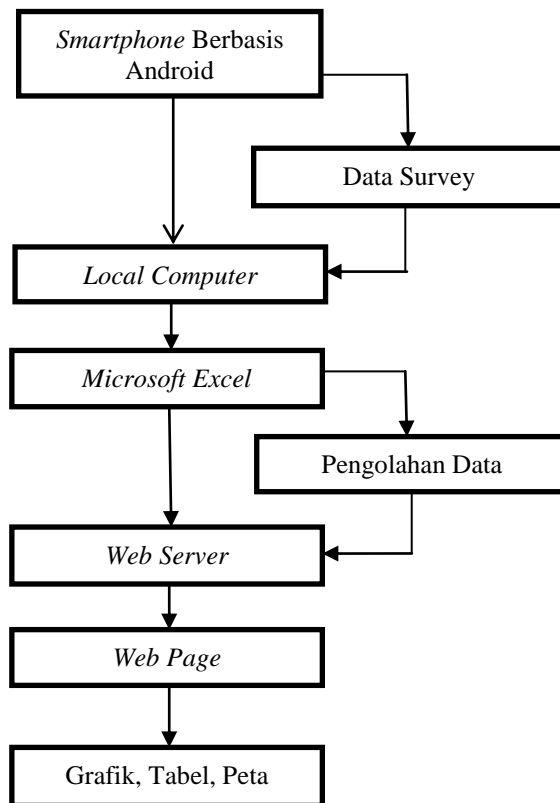 Smartphone Berbasis
Android
Data Survey
Local Computer
Microsoft Excel
Pengolahan Data
Web Server
Web Page
Grafik, Tabel, Peta